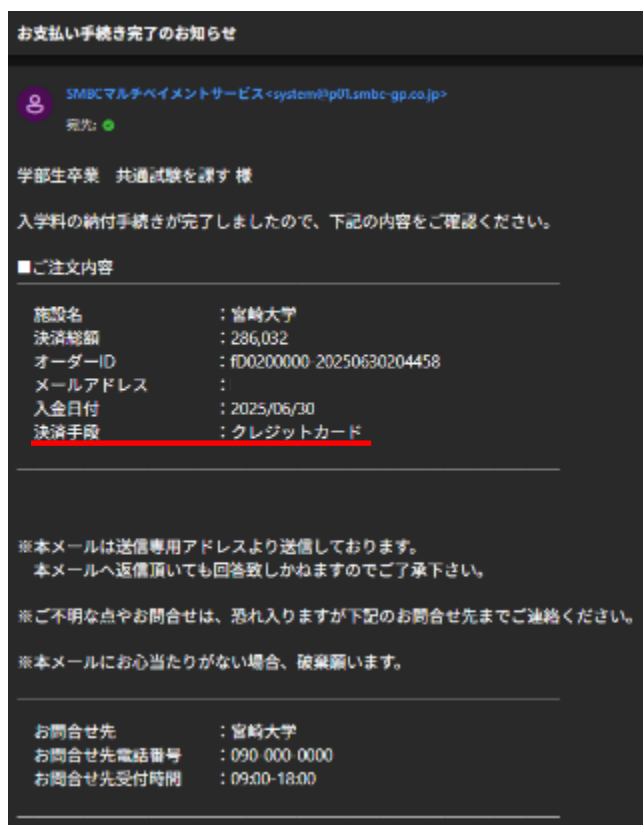 お支払い手続き完了のお知らせ
SMBCマルチペイメントサービス<system@p01.smbc-gp.co.jp>
宛先:
学部生卒業　共通試験を課す 様
入学料の納付手続きが完了しましたので、下記の内容をご確認ください。
■ご注文内容
施設名　：宮崎大学
決済総額　：286,032
オーダーID　：fD0200000-20250630204458
メールアドレス　：
入金日付　：2025/06/30
決済手段　：クレジットカード
※本メールは送信専用アドレスより送信しております。
本メールへ返信頂いても回答致しかねますのでご了承下さい。
※ご不明な点やお問合せは、恐れ入りますが下記のお問合せ先までご連絡ください。
※本メールにお心当たりがない場合、破棄願います。
お問合せ先　：宮崎大学
お問合せ先電話番号　：090-000-0000
お問合せ先受付時間　：09:00-18:00